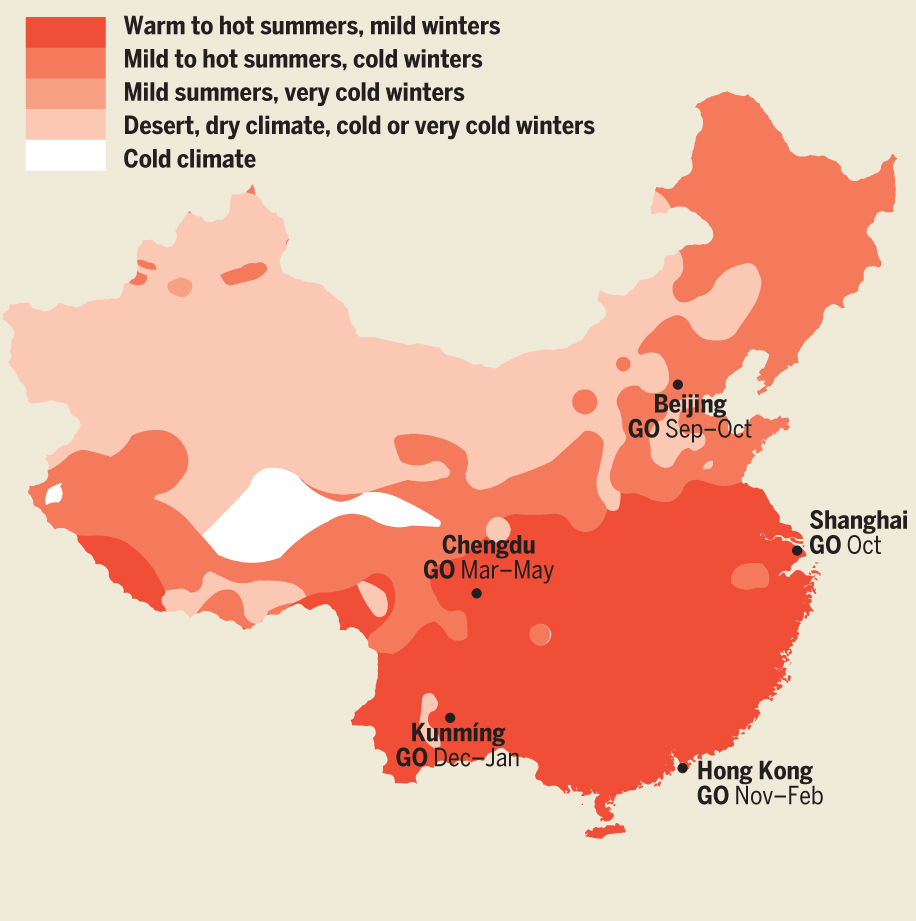 Warm to hot summers, mild winters
Mild to hot summers, cold winters
Mild summers, very cold winters
Desert, dry climate, cold or very cold winters
Cold climate
Beijing
GO Sep–Oct
Shanghai
GO Oct
Chengdu
GO Mar–May
Kunmíng
GO Dec–Jan
Hong Kong
GO Nov–Feb